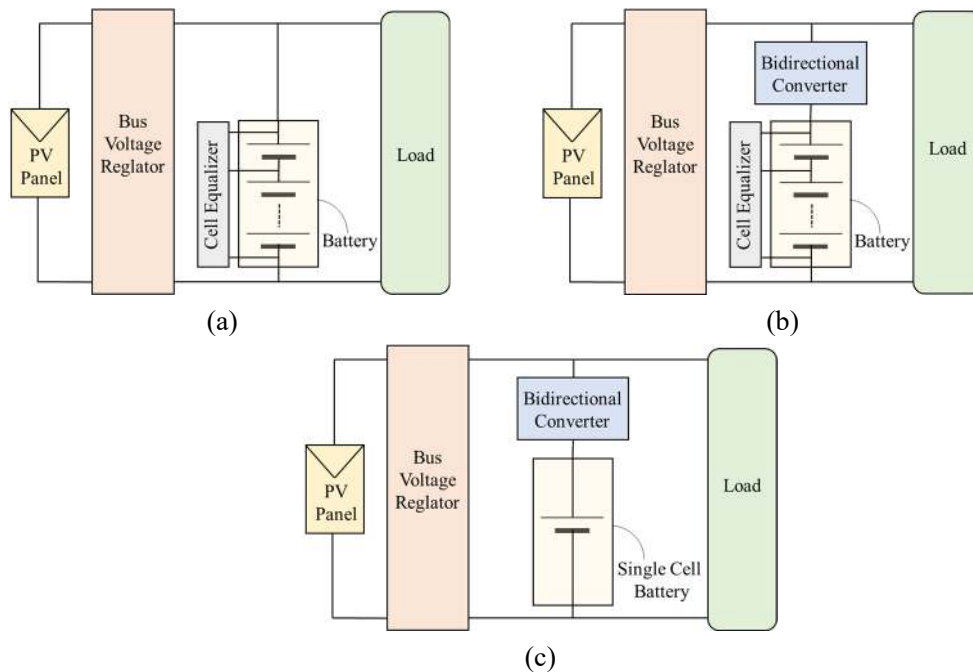 PV
Panel
Bus
Voltage
Reglator
Cell Equalizer
Battery
Load
(a)
PV
Panel
Bus
Voltage
Reglator
Bidirectional
Converter
Cell Equalizer
Battery
Load
(b)
PV
Panel
Bus
Voltage
Reglator
Bidirectional
Converter
Single Cell
Battery
Load
(c)